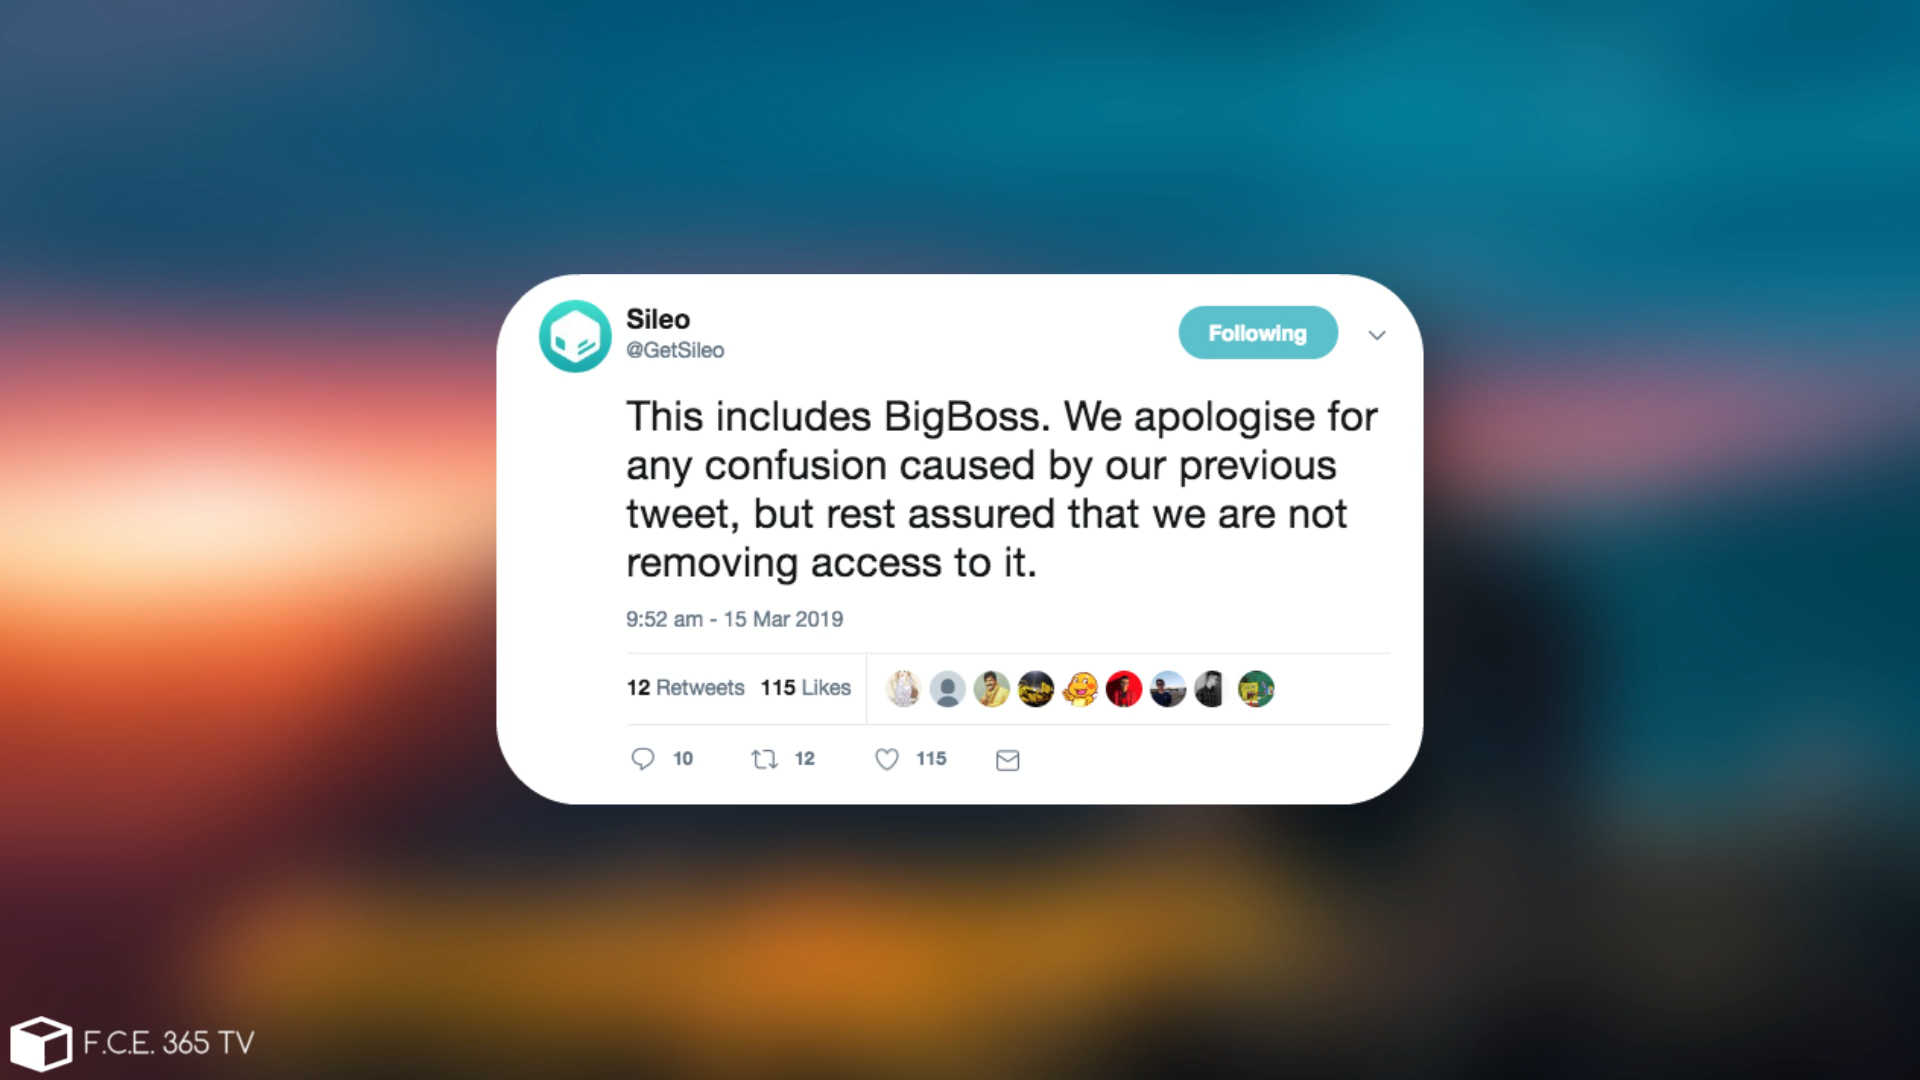 Sileo
@GetSileo
Following
This includes BigBoss. We apologise for
any confusion caused by our previous
tweet, but rest assured that we are not
removing access to it.
9:52 am - 15 Mar 2019
12 Retweets 115 Likes
10 12 115
F.C.E. 365 TV